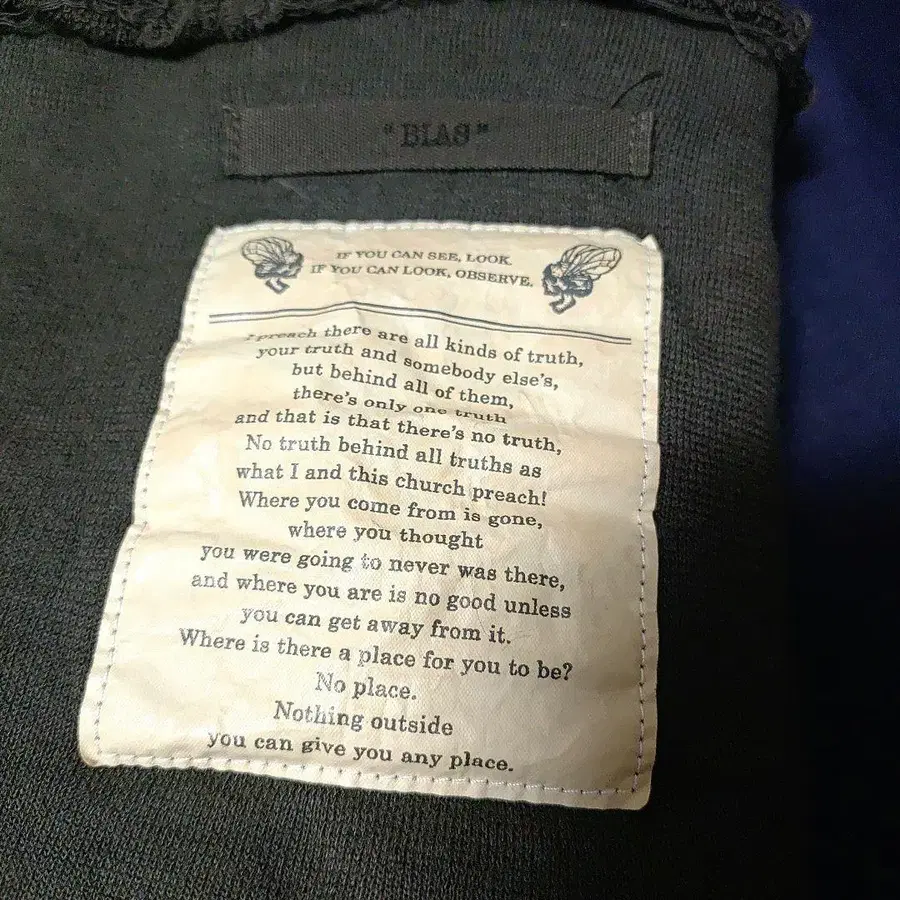 "BIAS"
IF YOU CAN SEE, LOOK.
IF YOU CAN LOOK, OBSERVE.
I preach there are all kinds of truth,
your truth and somebody else's,
but behind all of them,
there's only one truth
and that is that there's no truth,
No truth behind all truths as
what I and this church preach!
Where you come from is gone,
where you thought
you were going to never was there,
and where you are is no good unless
you can get away from it.
Where is there a place for you to be?
No place.
Nothing outside
you can give you any place.